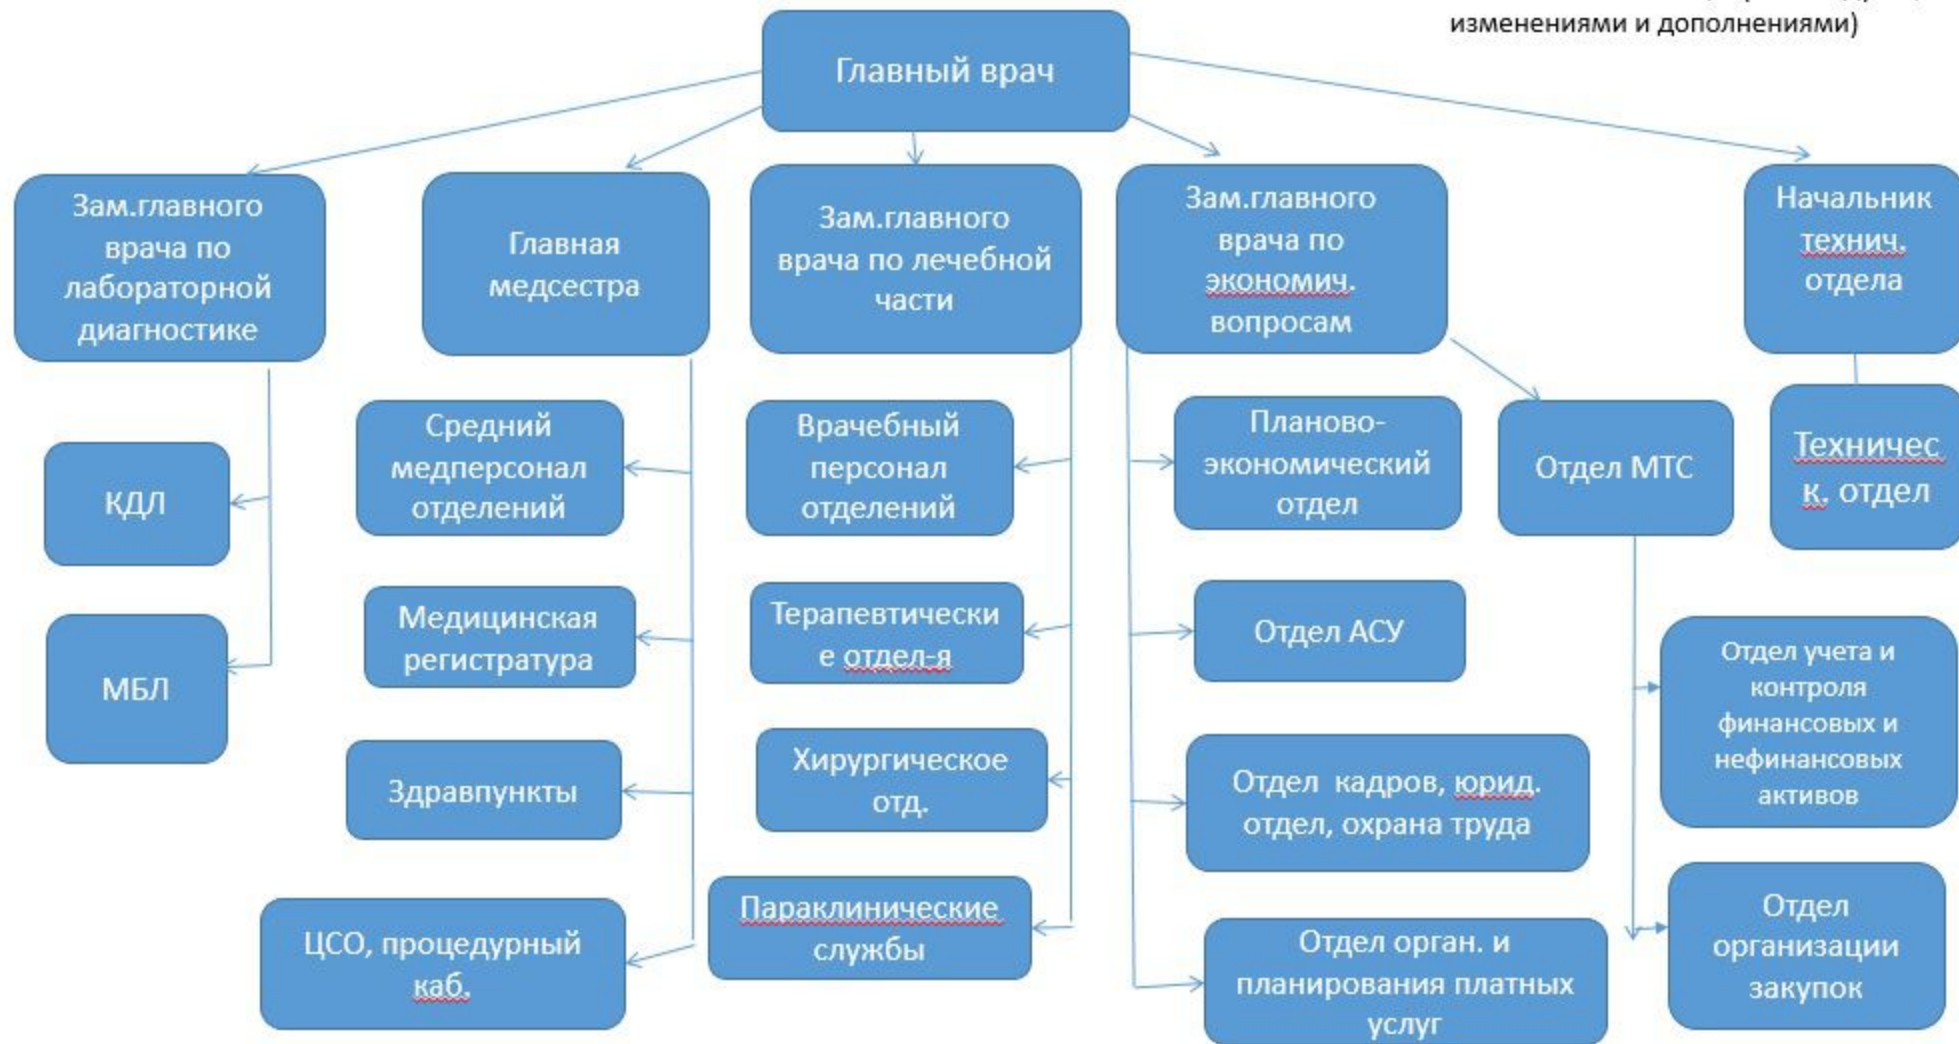 изменениями и дополнениями)
Главный врач
Зам.главного
врача по
лабораторной
диагностике
Главная
медсестра
Зам.главного
врача по лечебной
части
Зам.главного
врача по
экономич.
вопросам
Начальник
технич.
отдела
КДЛ
МБЛ
Средний
медперсонал
отделений
Медицинская
регистратура
Здравпункты
ЦСО, процедурный
каб.
Врачебный
персонал
отделений
Терапевтически
е отдел-я
Хирургическое
отд.
Параклинические
службы
Планово-
экономический
отдел
Отдел АСУ
Отдел кадров, юрид.
отдел, охрана труда
Отдел орган. и
планирования платных
услуг
Отдел МТС
Отдел учета и
контроля
финансовых и
нефинансовых
активов
Отдел
организации
закупок
Техничес
к. отдел